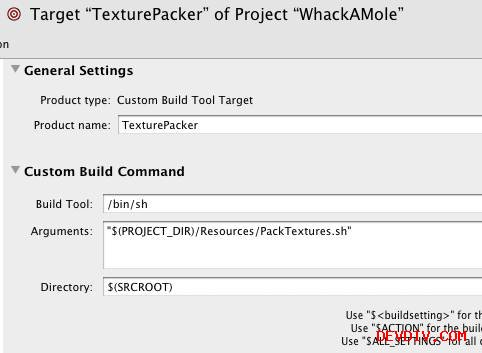 Target “TexturePacker” of Project “WhackAMole”
on
General Settings
Product type: Custom Build Tool Target
Product name: TexturePacker
Custom Build Command
Build Tool: /bin/sh
Arguments: "$(PROJECT_DIR)/Resources/PackTextures.sh"
Directory: $(SRCROOT)
Use "$<buildsetting>" for th
Use "$ACTION" for the buil
Use "$ALL_SETTINGS" for all o
DEVDIV.COM